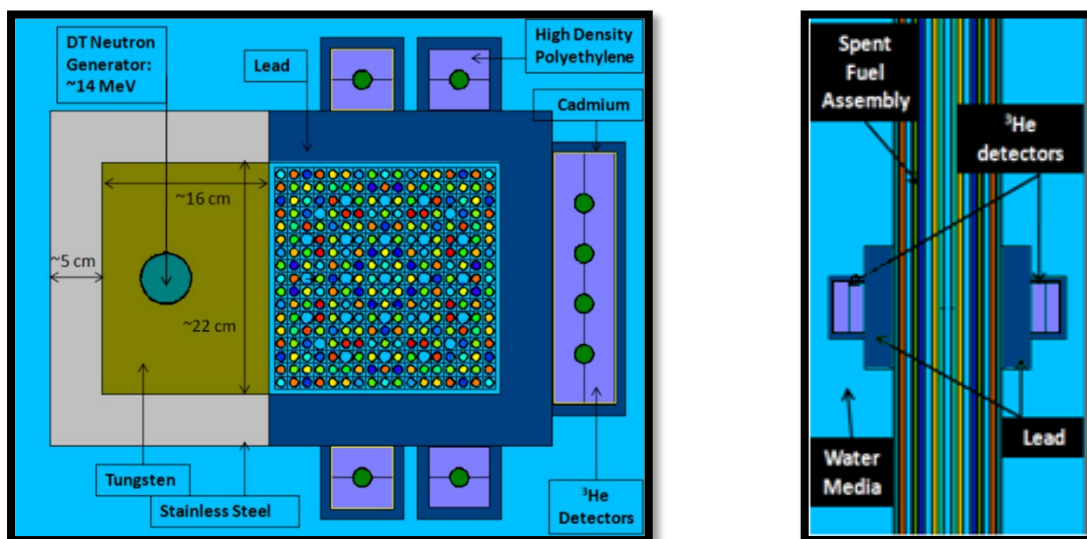 DT Neutron
Generator:
~14 MeV
Lead
High Density
Polyethylene
Cadmium
~16 cm
~5 cm
~22 cm
Tungsten
Stainless Steel
³He
Detectors
Spent
Fuel
Assembly
³He
detectors
Water
Media
Lead